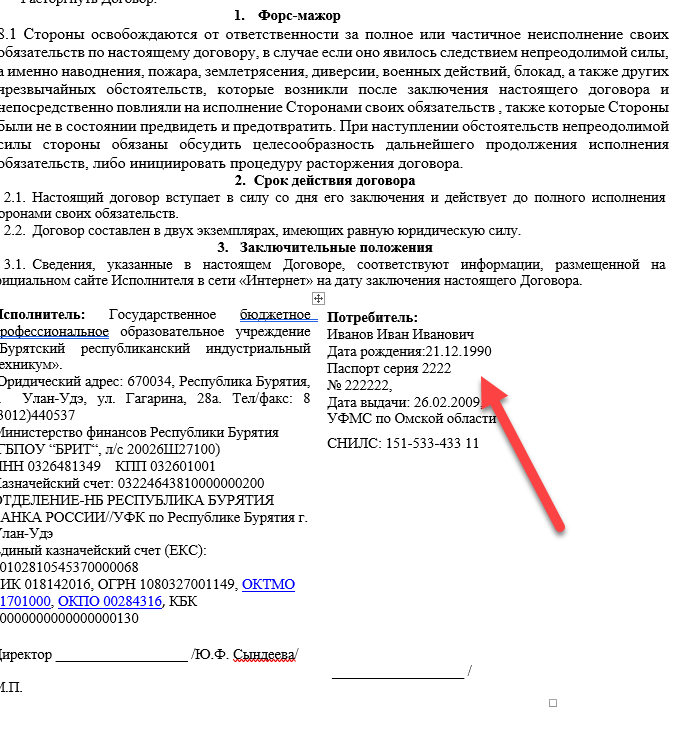 Расторгнуть Договор.
1. Форс-мажор
8.1 Стороны освобождаются от ответственности за полное или частичное неисполнение своих
обязательств по настоящему договору, в случае если оно явилось следствием непреодолимой силы,
а именно наводнения, пожара, землетрясения, диверсии, военных действий, блокад, а также других
чрезвычайных обстоятельств, которые возникли после заключения настоящего договора и
непосредственно повлияли на исполнение Сторонами своих обязательств , также которые Стороны
были не в состоянии предвидеть и предотвратить. При наступлении обстоятельств непреодолимой
силы стороны обязаны обсудить целесообразность дальнейшего продолжения исполнения
обязательств, либо инициировать процедуру расторжения договора.
2. Срок действия договора
2.1. Настоящий договор вступает в силу со дня его заключения и действует до полного исполнения
оронами своих обязательств.
2.2. Договор составлен в двух экземплярах, имеющих равную юридическую силу.
3. Заключительные положения
3.1. Сведения, указанные в настоящем Договоре, соответствуют информации, размещенной на
фициальном сайте Исполнителя в сети «Интернет» на дату заключения настоящего Договора.
Исполнитель: Государственное бюджетное
профессиональное образовательное учреждение
Бурятский республиканский индустриальный
ехникум».
Юридический адрес: 670034, Республика Бурятия,
. Улан-Удэ, ул. Гагарина, 28а. Тел/факс: 8
3012)440537
Министерство финансов Республики Бурятия
ГБПОУ “БРИТ“, л/с 20026Щ27100)
ИНН 0326481349 КПП 032601001
Казначейский счет: 03224643810000000200
ОТДЕЛЕНИЕ-НБ РЕСПУБЛИКА БУРЯТИЯ
БАНКА РОССИИ//УФК по Республике Бурятия г.
Улан-Удэ
Единый казначейский счет (ЕКС):
0102810545370000068
БИК 018142016, ОГРН 1080327001149, ОКТМО
1701000, ОКПО 00284316, КБК
0000000000000000130
Директор ___________________ /Ю.Ф. Сындеева/
М.П.
Потребитель:
Иванов Иван Иванович
Дата рождения:21.12.1990
Паспорт серия 2222
№ 222222,
Дата выдачи: 26.02.2009,
УФМС по Омской области
СНИЛС: 151-533-433 11
___________________ /